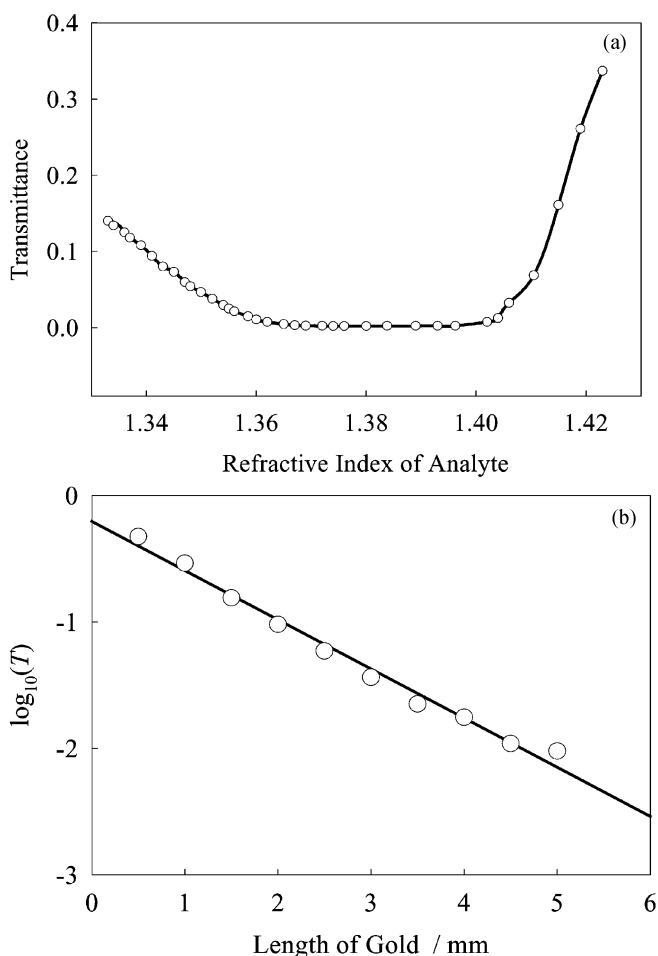 (a)
0.4
0.3
0.2
0.1
0.0
Transmittance
1.34 1.36 1.38 1.40 1.42
Refractive Index of Analyte
(b)
0
-1
-2
-3
log10(T)
0 1 2 3 4 5 6
Length of Gold / mm